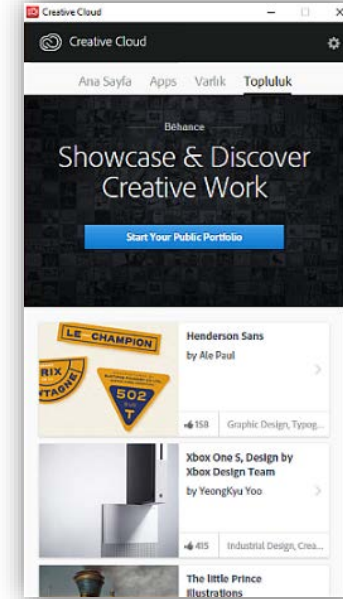 Creative Cloud
Creative Cloud
Ana Sayfa Apps Varlık Topluluk
Bēhance
Showcase & Discover
Creative Work
Start Your Public Portfolio
LE CHAMPION
502
T
Henderson Sans
by Ale Paul
158 Graphic Design, Typog...
Xbox One S, Design by
Xbox Design Team
by YeongKyu Yoo
415 Industrial Design, Crea...
The little Prince
Illustrations